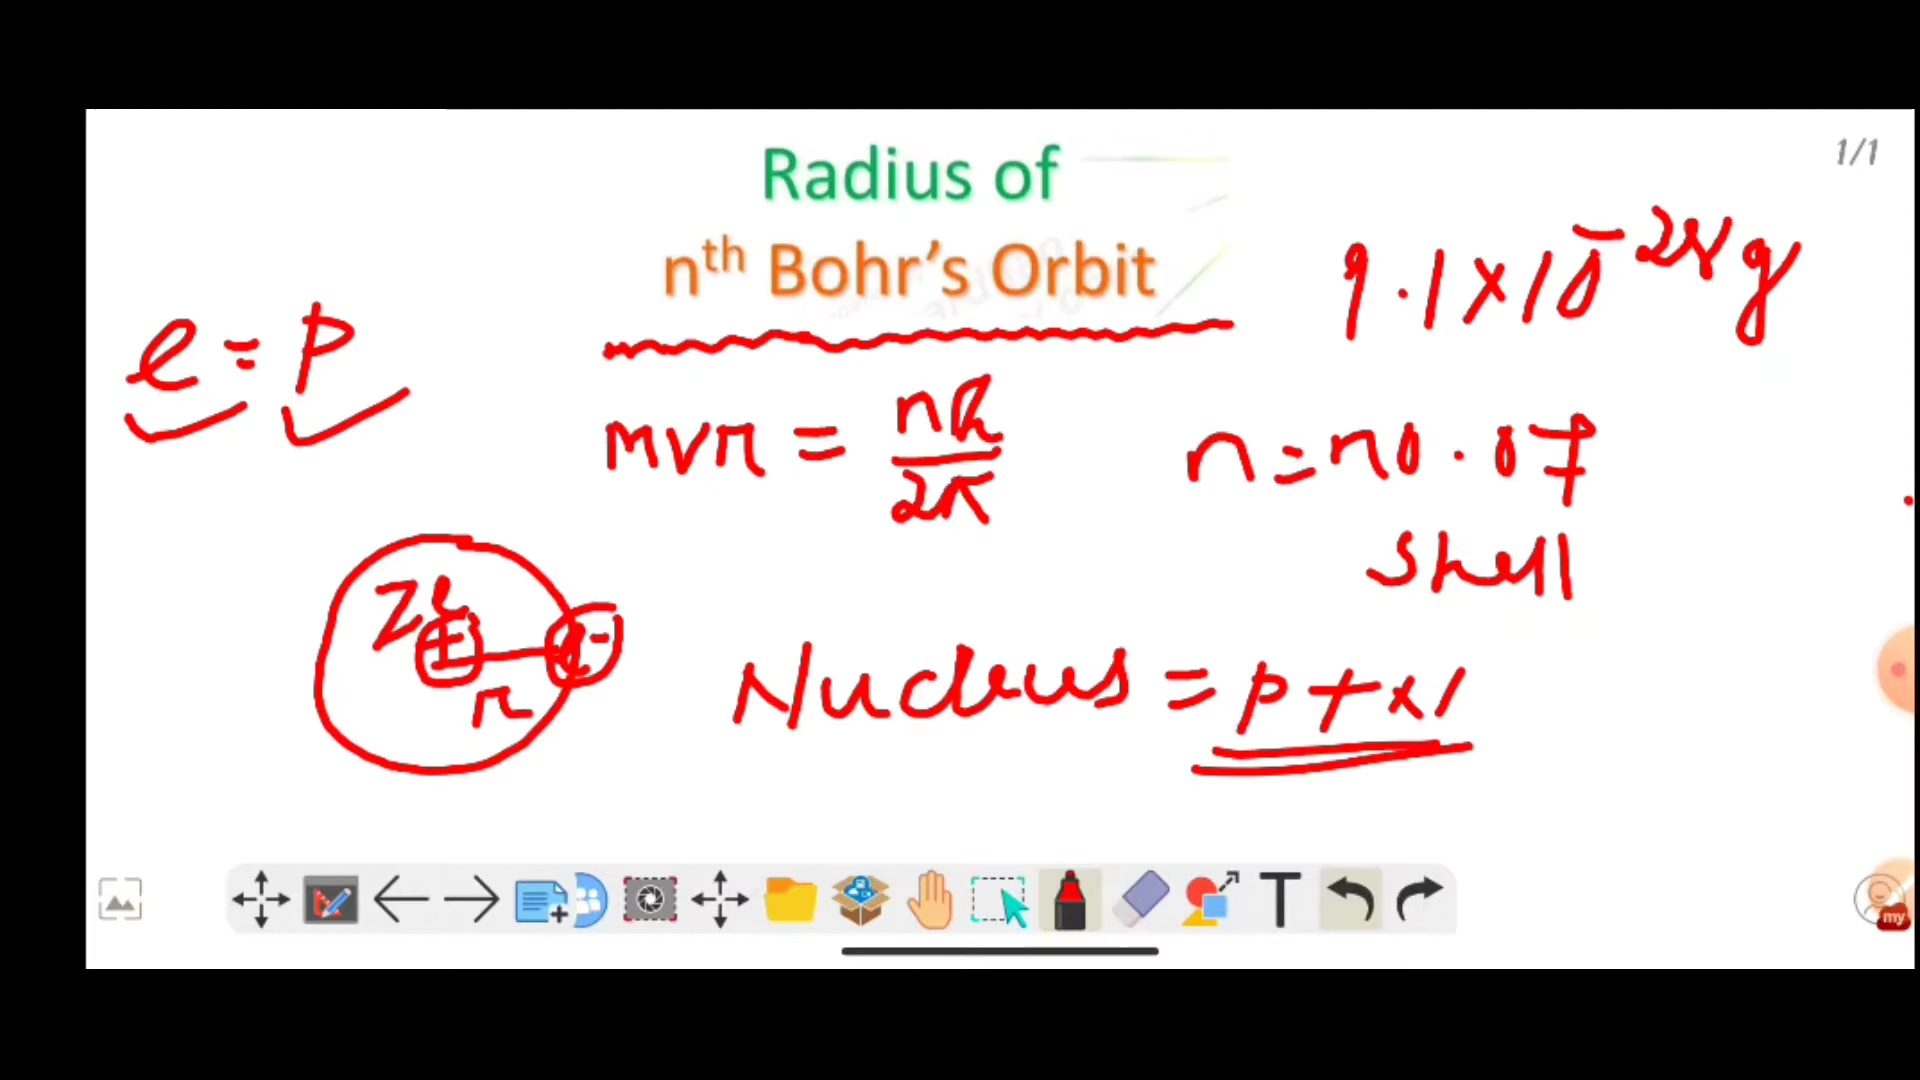 Radius of
1/1
nth Bohr's Orbit
9.1×10⁻²⁸g
e = p
mvr = nh/2π
n = no. of
shell
Ze
e⁻
r
Nucleus = p +
T
my